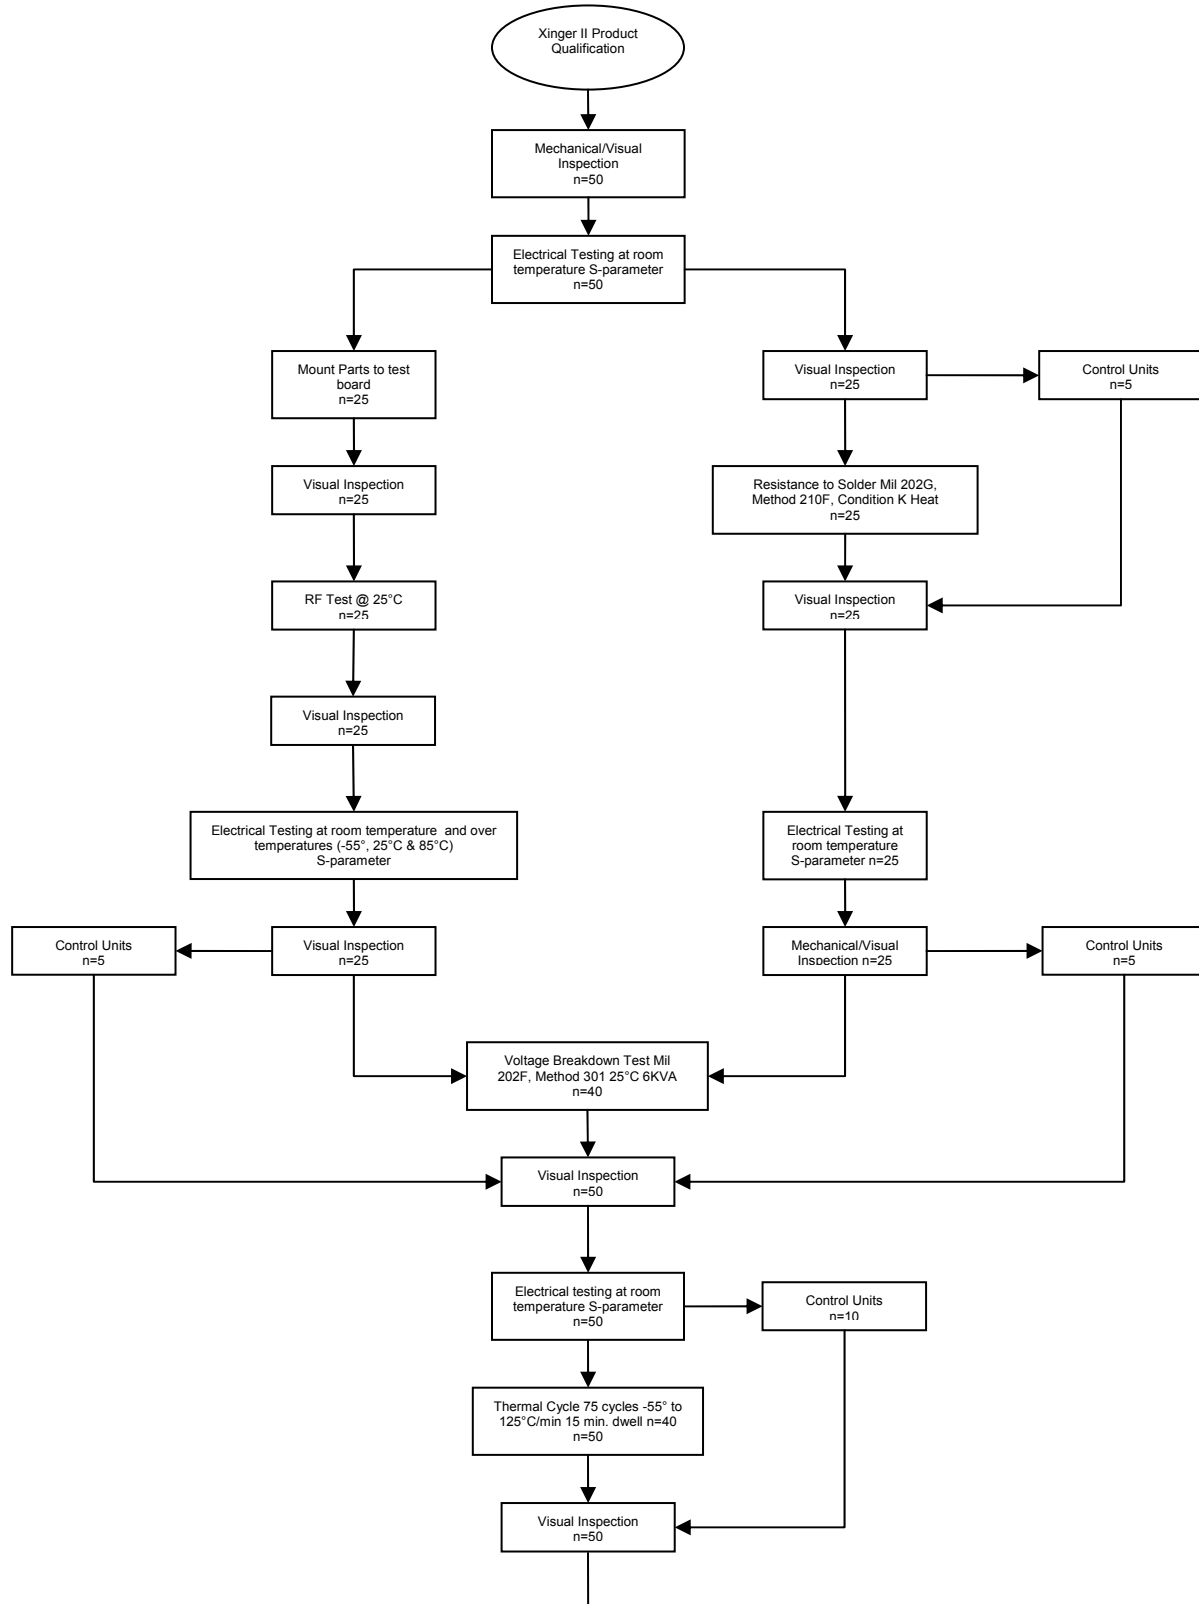 Xinger II Product
Qualification
Mechanical/Visual
Inspection
n=50
Electrical Testing at room
temperature S-parameter
n=50
Mount Parts to test
board
n=25
Visual Inspection
n=25
Control Units
n=5
Visual Inspection
n=25
Resistance to Solder Mil 202G,
Method 210F, Condition K Heat
n=25
RF Test @ 25°C
n=25
Visual Inspection
n=25
Visual Inspection
n=25
Electrical Testing at room temperature  and over
temperatures (-55°, 25°C & 85°C)
S-parameter
Electrical Testing at
room temperature
S-parameter n=25
Control Units
n=5
Visual Inspection
n=25
Mechanical/Visual
Inspection n=25
Control Units
n=5
Voltage Breakdown Test Mil
202F, Method 301 25°C 6KVA
n=40
Visual Inspection
n=50
Electrical testing at room
temperature S-parameter
n=50
Control Units
n=10
Thermal Cycle 75 cycles -55° to
125°C/min 15 min. dwell n=40
n=50
Visual Inspection
n=50